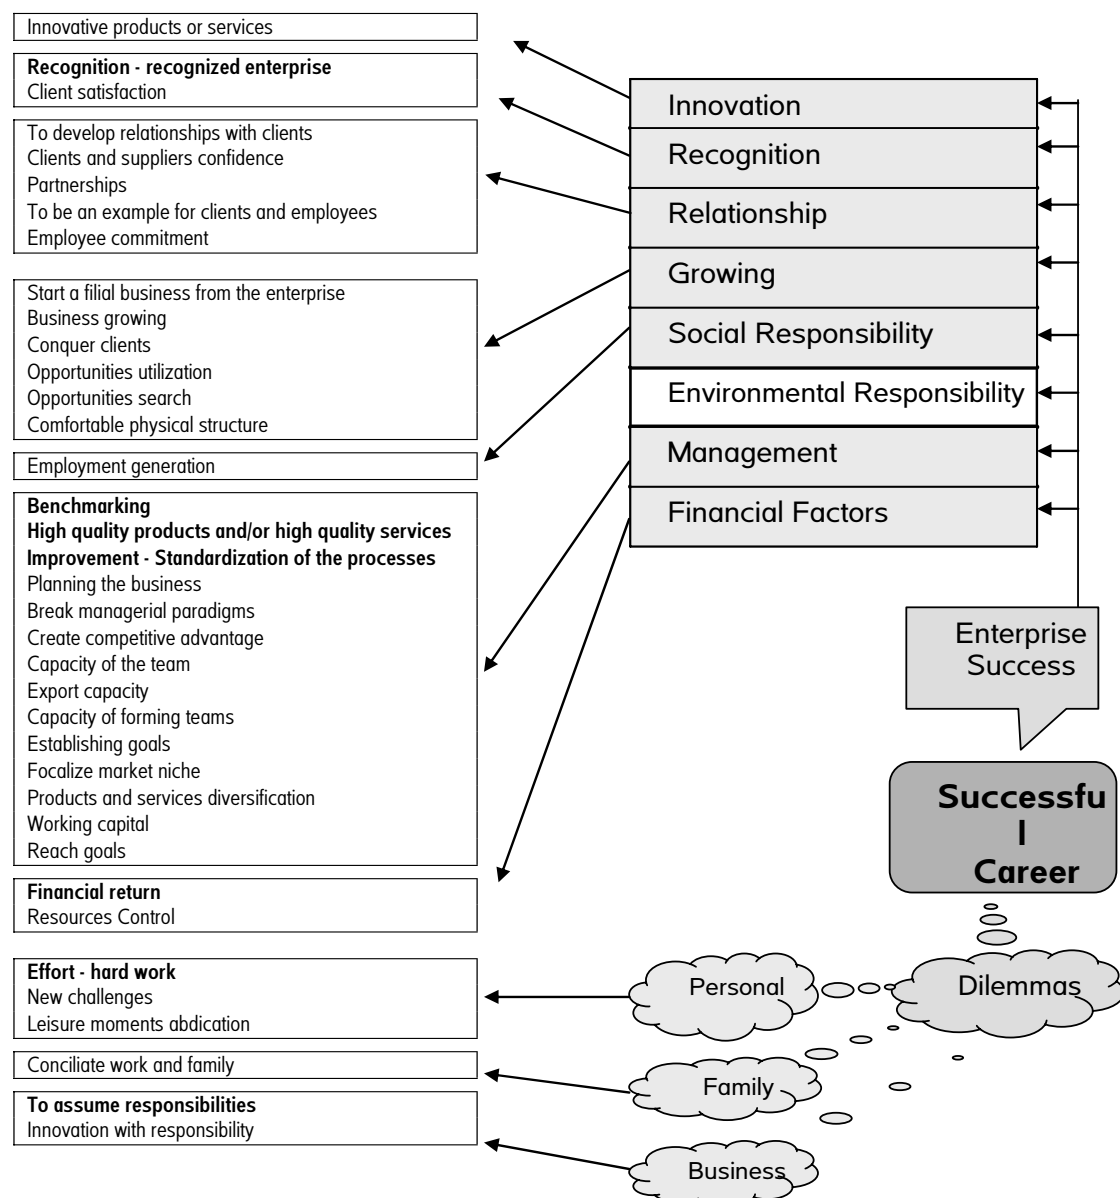 Innovative products or services
Recognition - recognized enterprise
Client satisfaction
To develop relationships with clients
Clients and suppliers confidence
Partnerships
To be an example for clients and employees
Employee commitment
Start a filial business from the enterprise
Business growing
Conquer clients
Opportunities utilization
Opportunities search
Comfortable physical structure
Employment generation
Benchmarking
High quality products and/or high quality services
Improvement - Standardization of the processes
Planning the business
Break managerial paradigms
Create competitive advantage
Capacity of the team
Export capacity
Capacity of forming teams
Establishing goals
Focalize market niche
Products and services diversification
Working capital
Reach goals
Financial return
Resources Control
Effort - hard work
New challenges
Leisure moments abdication
Conciliate work and family
To assume responsibilities
Innovation with responsibility
Innovation
Recognition
Relationship
Growing
Social Responsibility
Environmental Responsibility
Management
Financial Factors
Enterprise
Success
Successfu
l
Career
Dilemmas
Personal
Family
Business